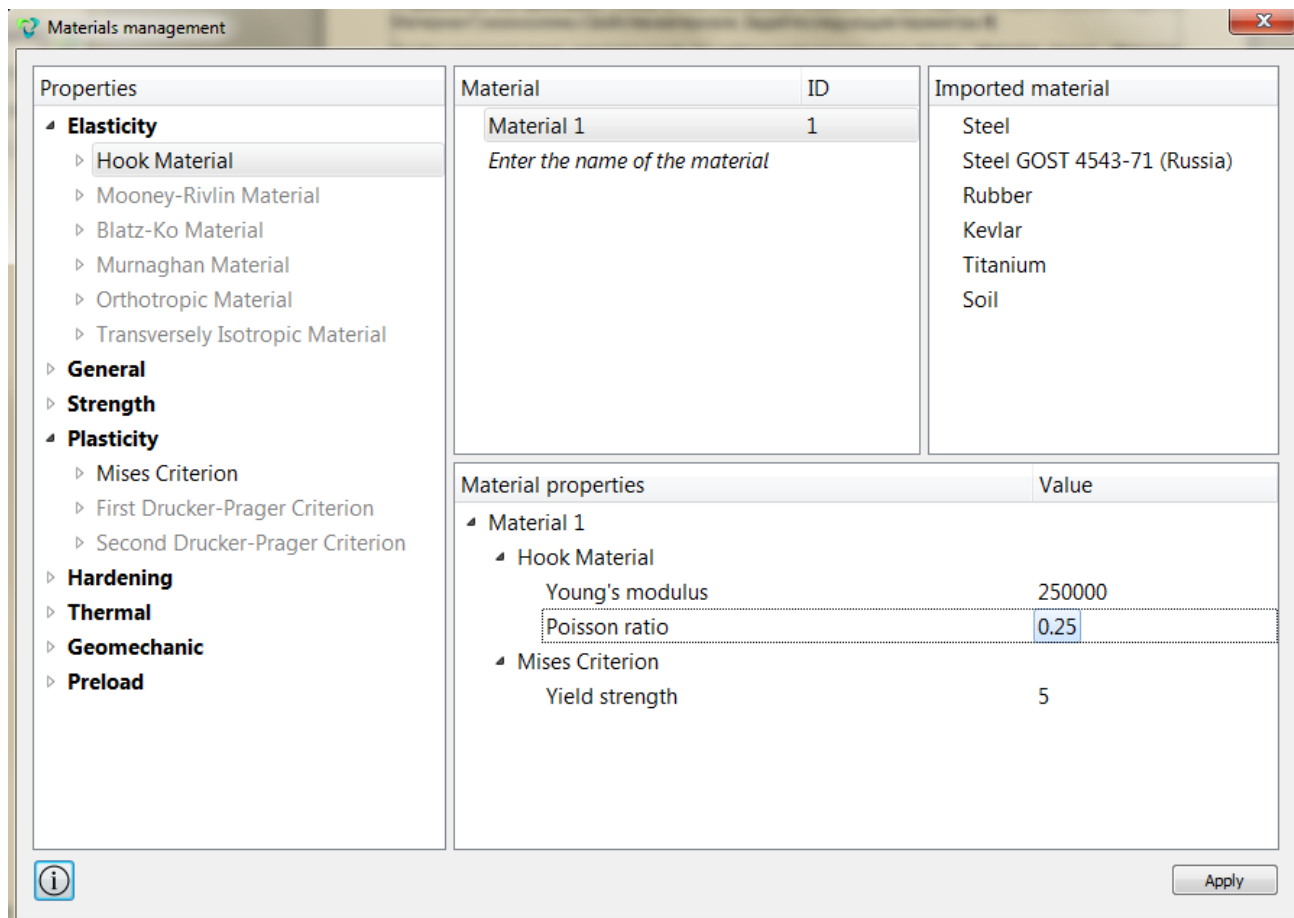 Materials management
Properties
Elasticity
Hook Material
Mooney-Rivlin Material
Blatz-Ko Material
Murnaghan Material
Orthotropic Material
Transversely Isotropic Material
General
Strength
Plasticity
Mises Criterion
First Drucker-Prager Criterion
Second Drucker-Prager Criterion
Hardening
Thermal
Geomechanic
Preload
Material ID
Material 1 1
Enter the name of the material
Imported material
Steel
Steel GOST 4543-71 (Russia)
Rubber
Kevlar
Titanium
Soil
Material properties Value
Material 1
Hook Material
Young's modulus 250000
Poisson ratio 0.25
Mises Criterion
Yield strength 5
Apply